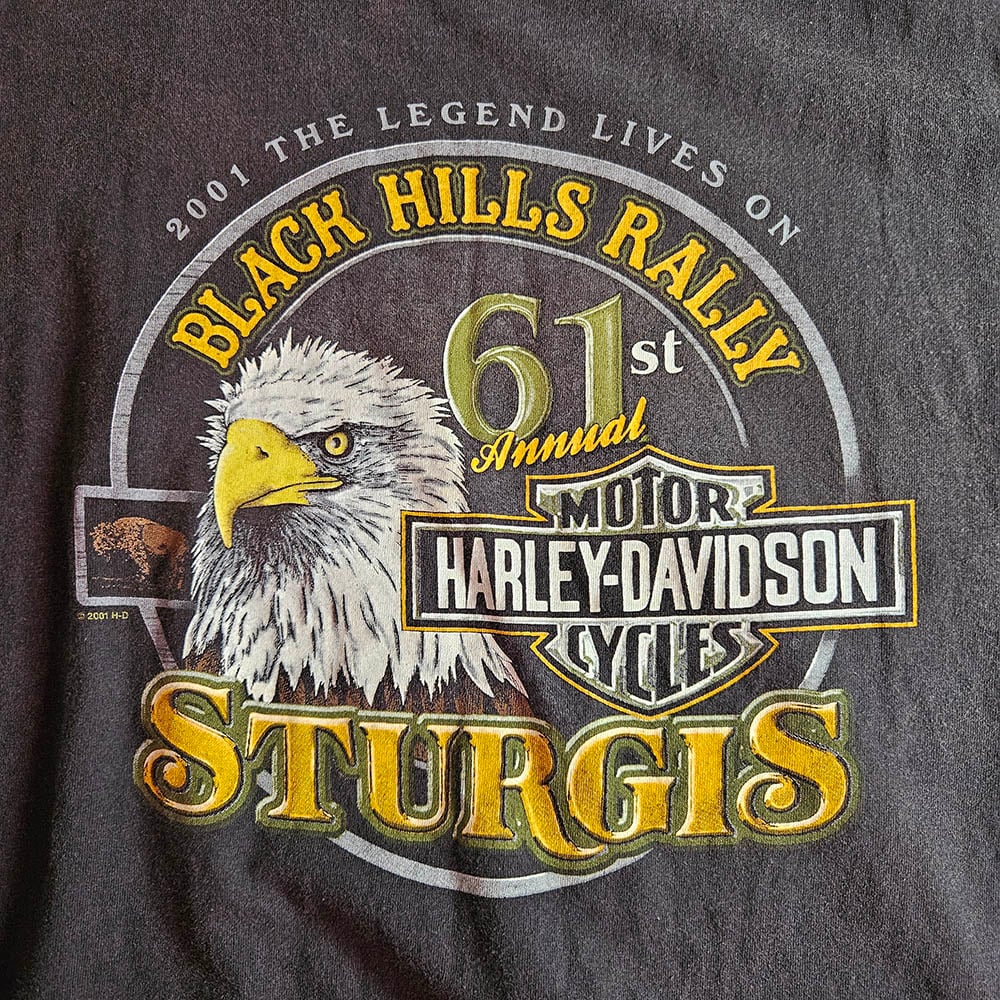 2001 THE LEGEND LIVES ON
BLACK HILLS RALLY
61st
Annual
MOTOR
HARLEY-DAVIDSON
CYCLES
© 2001 H-D
STURGIS